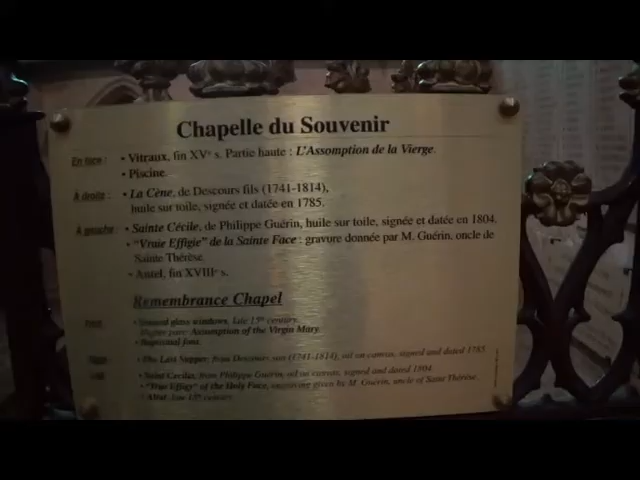 Chapelle du Souvenir
En face : • Vitraux, fin XVe s. Partie haute : L'Assomption de la Vierge.
• Piscine
À droite : • La Cène, de Descours fils (1741-1814),
huile sur toile, signée et datée en 1785.
A gauche : • Sainte Cécile, de Philippe Guérin, huile sur toile, signée et datée en 1804.
• "Vraie Effigie" de la Sainte Face : gravure donnée par M. Guérin, oncle de
Sainte Thérèse
• Autel, fin XVIIIe s.
Remembrance Chapel
• Stained glass windows, late 15th century.
Higher part: Assumption of the Virgin Mary.
• Baptismal font.
• The Last Supper, from Descours son (1741-1814), oil on canvas, signed and dated 1785
• Saint Cecilia, from Philippe Guérin, oil on canvas, signed and dated 1804
• "True Effigy" of the Holy Face, engraving given by M. Guérin, uncle of Saint Thérèse.
• Altar, late 18th century